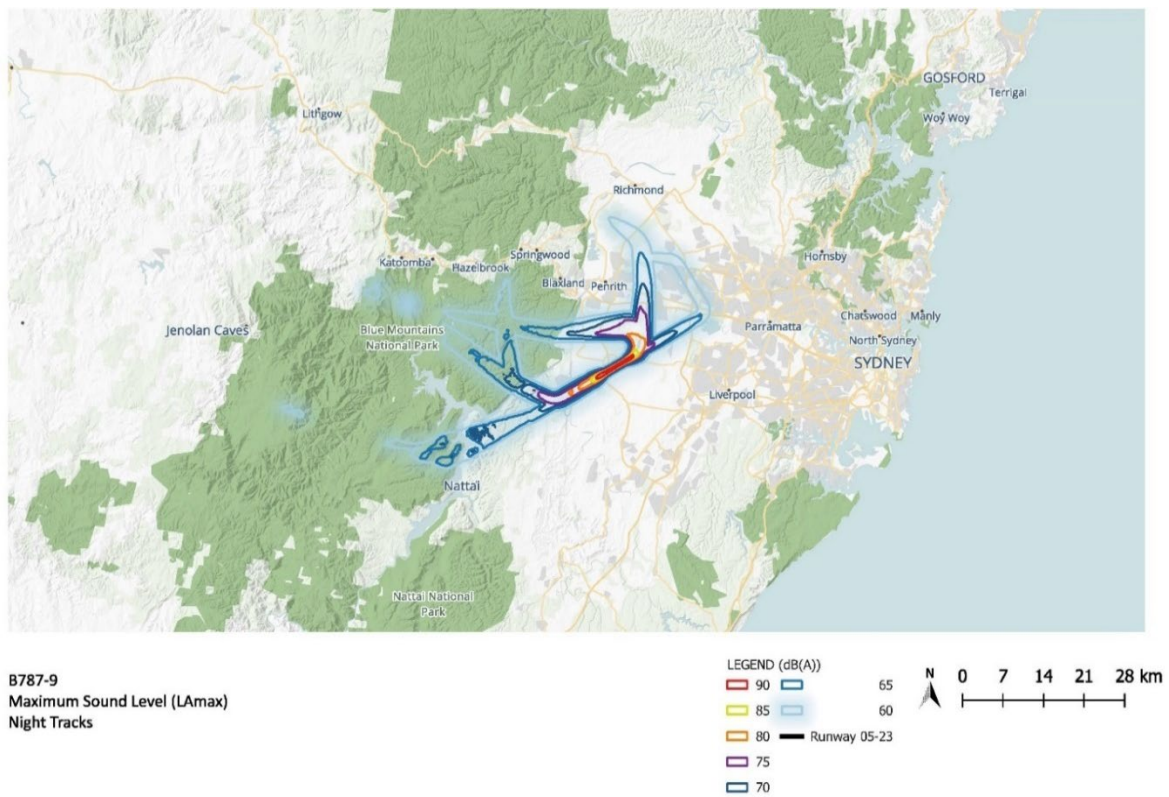 GOSFORD
Terrigal
Woy Woy
Lithgow
Richmond
Hornsby
Springwood
Katoomba
Hazelbrook
Blaxland
Penrith
Chatswood
Manly
Jenolan Caves
Blue Mountains
National Park
Parramatta
North Sydney
SYDNEY
Liverpool
Nattai
Nattai National
Park
B787-9
Maximum Sound Level (LAmax)
Night Tracks
LEGEND (dB(A))
90
65
85
60
80
Runway 05-23
75
70
N
0 7 14 21 28 km